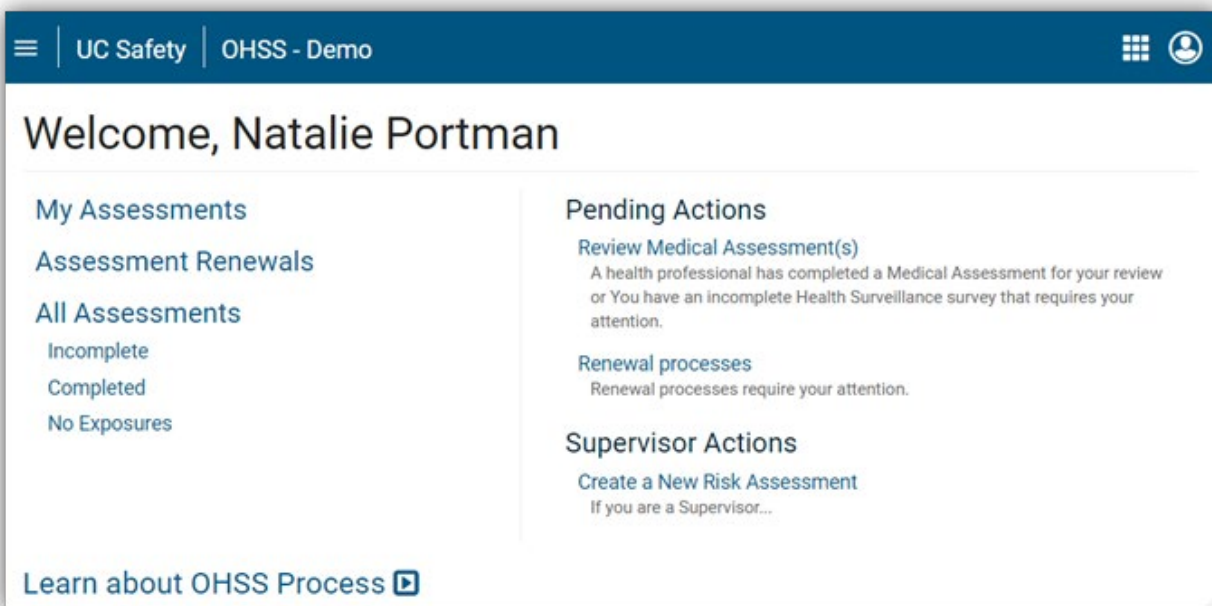 UC Safety OHSS - Demo
Welcome, Natalie Portman
My Assessments
Assessment Renewals
All Assessments
Incomplete
Completed
No Exposures
Pending Actions
Review Medical Assessment(s)
A health professional has completed a Medical Assessment for your review
or You have an incomplete Health Surveillance survey that requires your
attention.
Renewal processes
Renewal processes require your attention.
Supervisor Actions
Create a New Risk Assessment
If you are a Supervisor...
Learn about OHSS Process